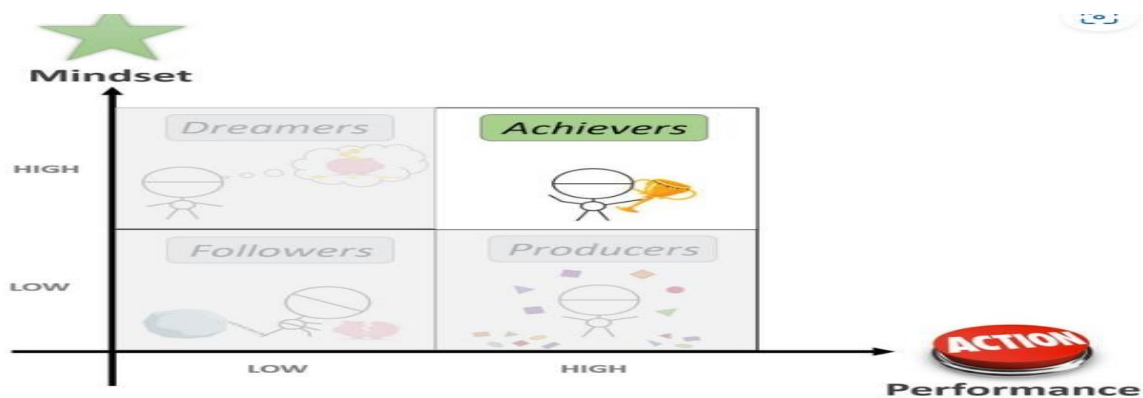 Mindset
Dreamers
Achievers
HIGH
Followers
Producers
LOW
LOW
HIGH
ACTION
Performance